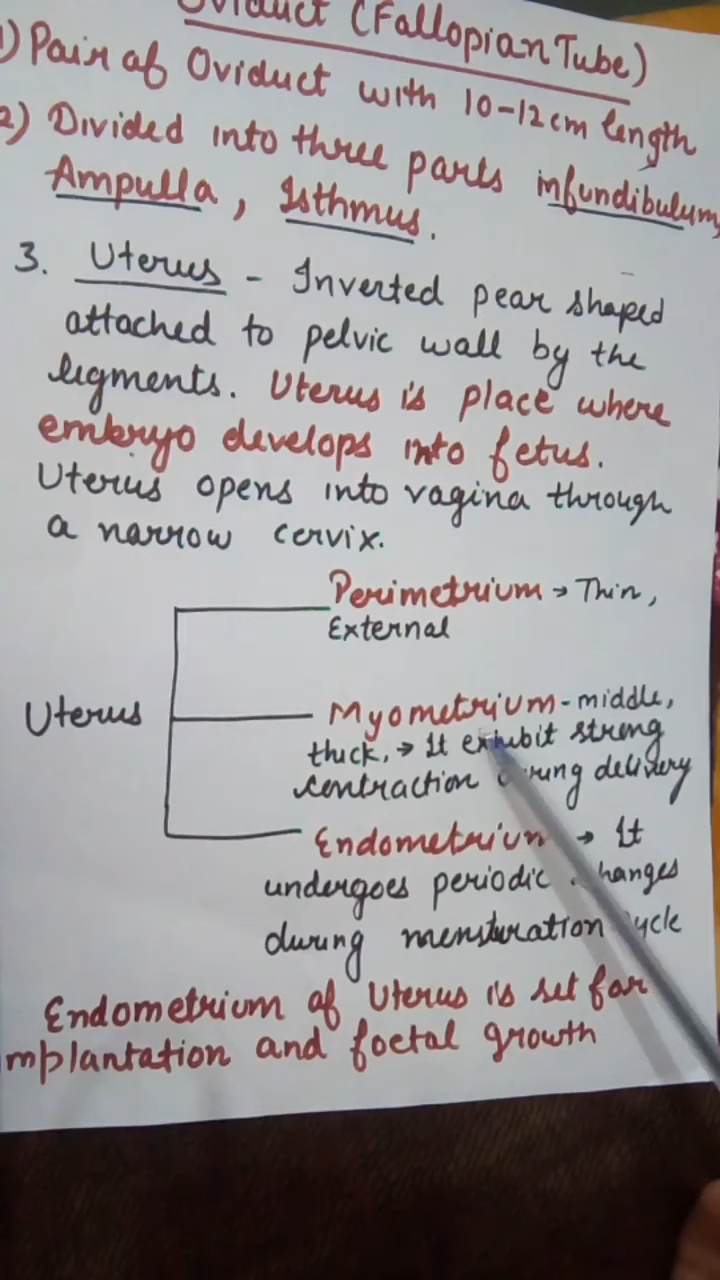 Oviduct (Fallopian Tube)
1) Pair of Oviduct with 10-12cm length
2) Divided into three parts infundibulum,
Ampulla, Isthmus.
3. Uterus - Inverted pear shaped
attached to pelvic wall by the
ligments. Uterus is place where
embryo develops into fetus.
Uterus opens into vagina through
a narrow cervix.
Perimetrium → Thin,
External
Uterus
Myometrium - middle,
thick, → It exhibit strong
contraction during delivery
Endometrium → It
undergoes periodic changes
during mensturation cycle
Endometrium of Uterus is set for
implantation and foetal growth